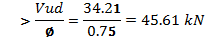 > Vud/ø = 34.21/0.75 = 45.61 kN